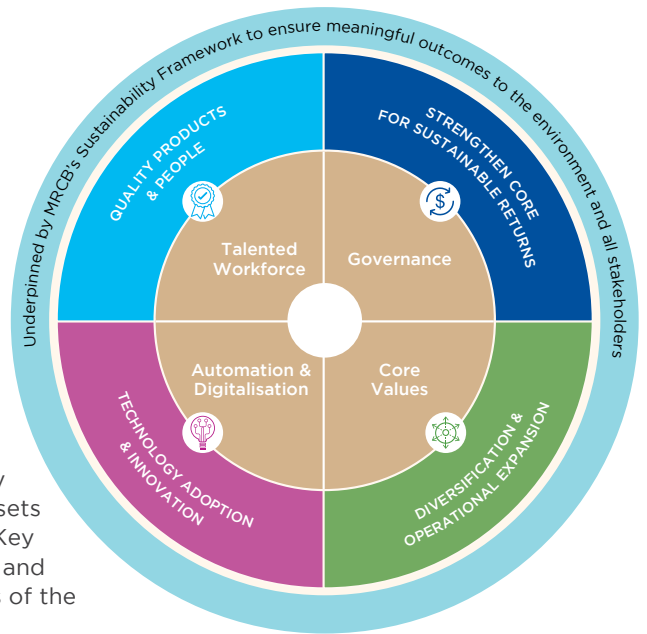 Underpinned by MRCB's Sustainability Framework to ensure meaningful outcomes to the environment and all stakeholders
QUALITY PRODUCTS
& PEOPLE
STRENGTHEN CORE
FOR SUSTAINABLE RETURNS
Talented
Workforce
Governance
$
Automation &
Digitalisation
Core
Values
TECHNOLOGY ADOPTION
& INNOVATION
DIVERSIFICATION &
OPERATIONAL EXPANSION
sets
Key
and
s of the